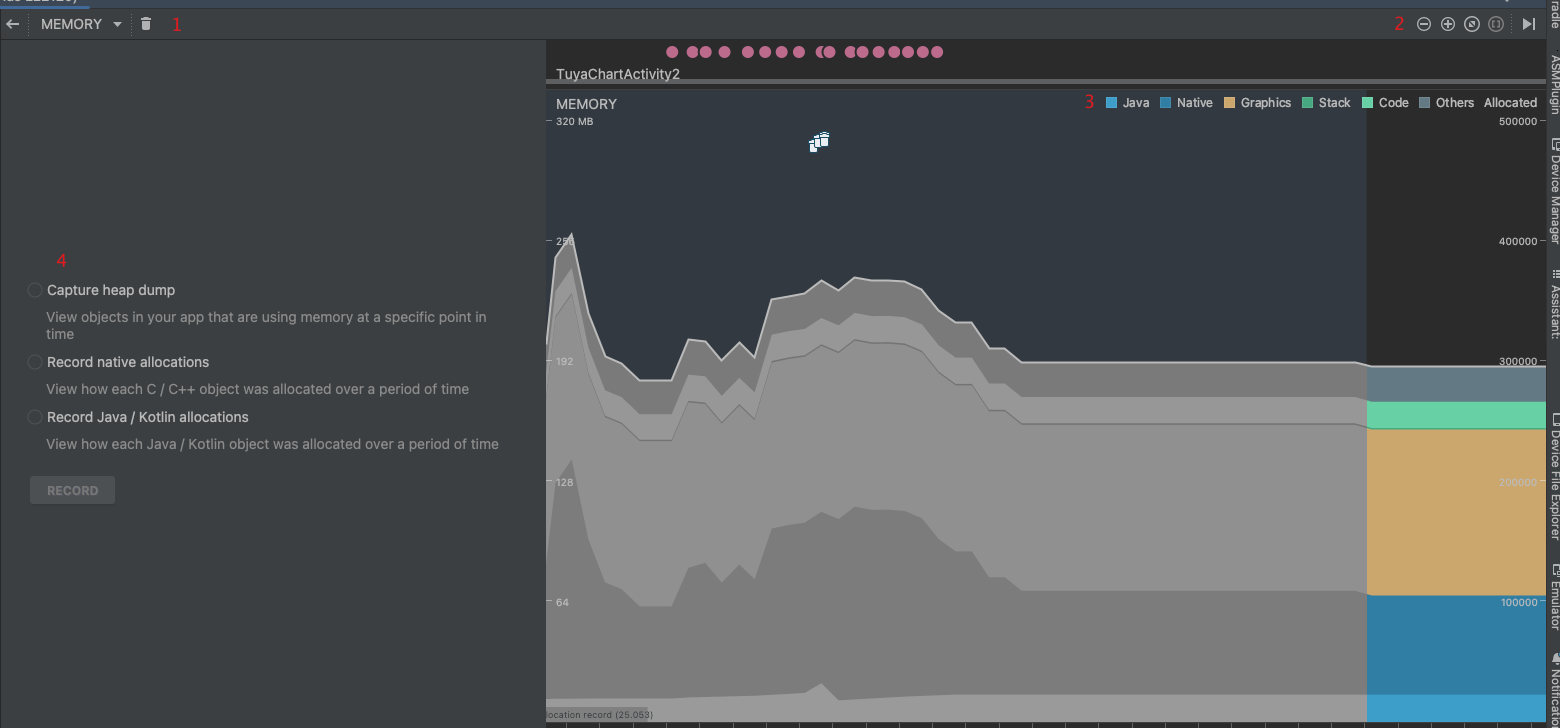 MEMORY 1 2
TuyaChartActivity2
MEMORY 3 Java Native Graphics Stack Code Others Allocated
320 MB 500000
256 400000
4
Capture heap dump
View objects in your app that are using memory at a specific point in
time
Record native allocations
View how each C / C++ object was allocated over a period of time
Record Java / Kotlin allocations
View how each Java / Kotlin object was allocated over a period of time
RECORD
192 300000
128 200000
64 100000
location record (25.053)
radle
ASMPlugin
Device Manager
Assistant:
Device File Explorer
Emulator
Notificatio